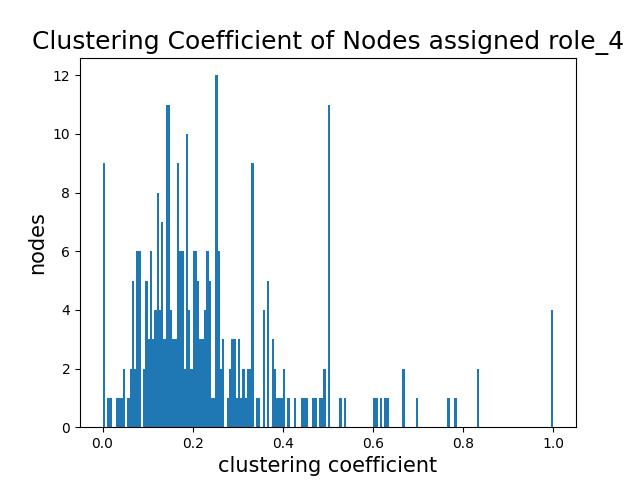 Clustering Coefficient of Nodes assigned role_4
12
10
8
6
4
2
0
nodes
0.0 0.2 0.4 0.6 0.8 1.0
clustering coefficient